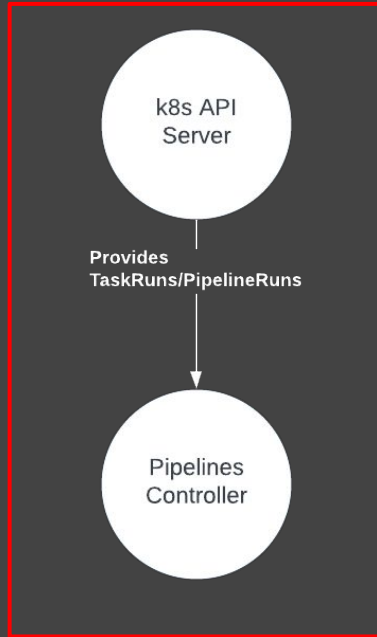 k8s API
Server
Provides
TaskRuns/PipelineRuns
Pipelines
Controller